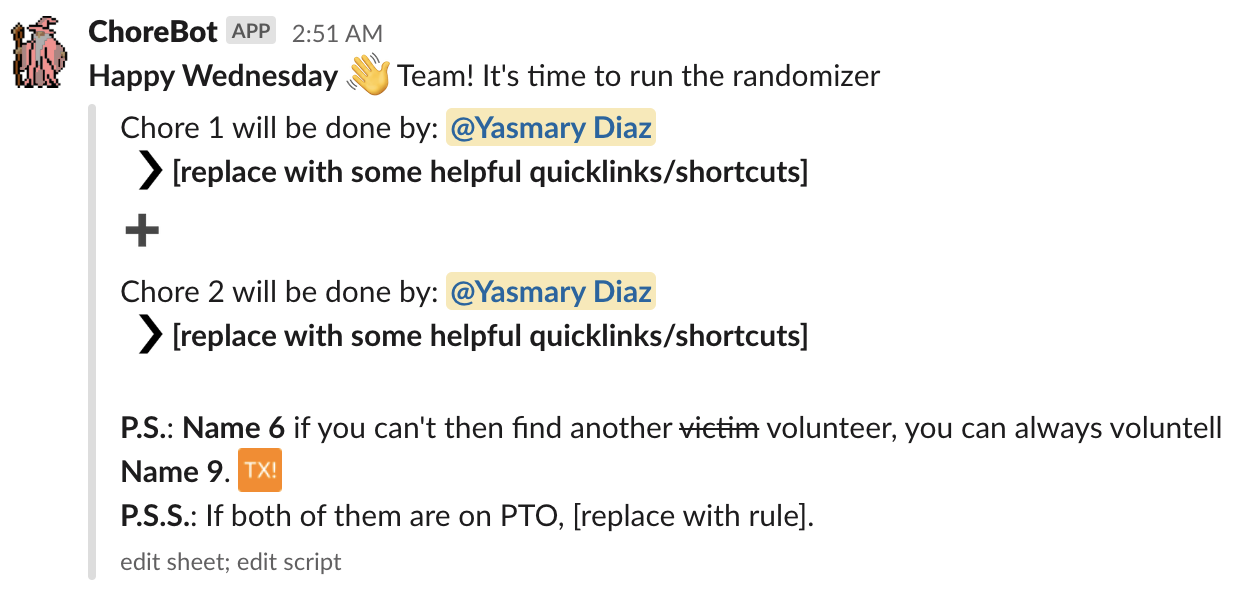 ChoreBot APP 2:51 AM
Happy Wednesday 👋 Team! It's time to run the randomizer
Chore 1 will be done by: @Yasmary Diaz
❯ [replace with some helpful quicklinks/shortcuts]
➕
Chore 2 will be done by: @Yasmary Diaz
❯ [replace with some helpful quicklinks/shortcuts]
P.S.: Name 6 if you can't then find another victim volunteer, you can always voluntell
Name 9. TX!
P.S.S.: If both of them are on PTO, [replace with rule].
edit sheet; edit script